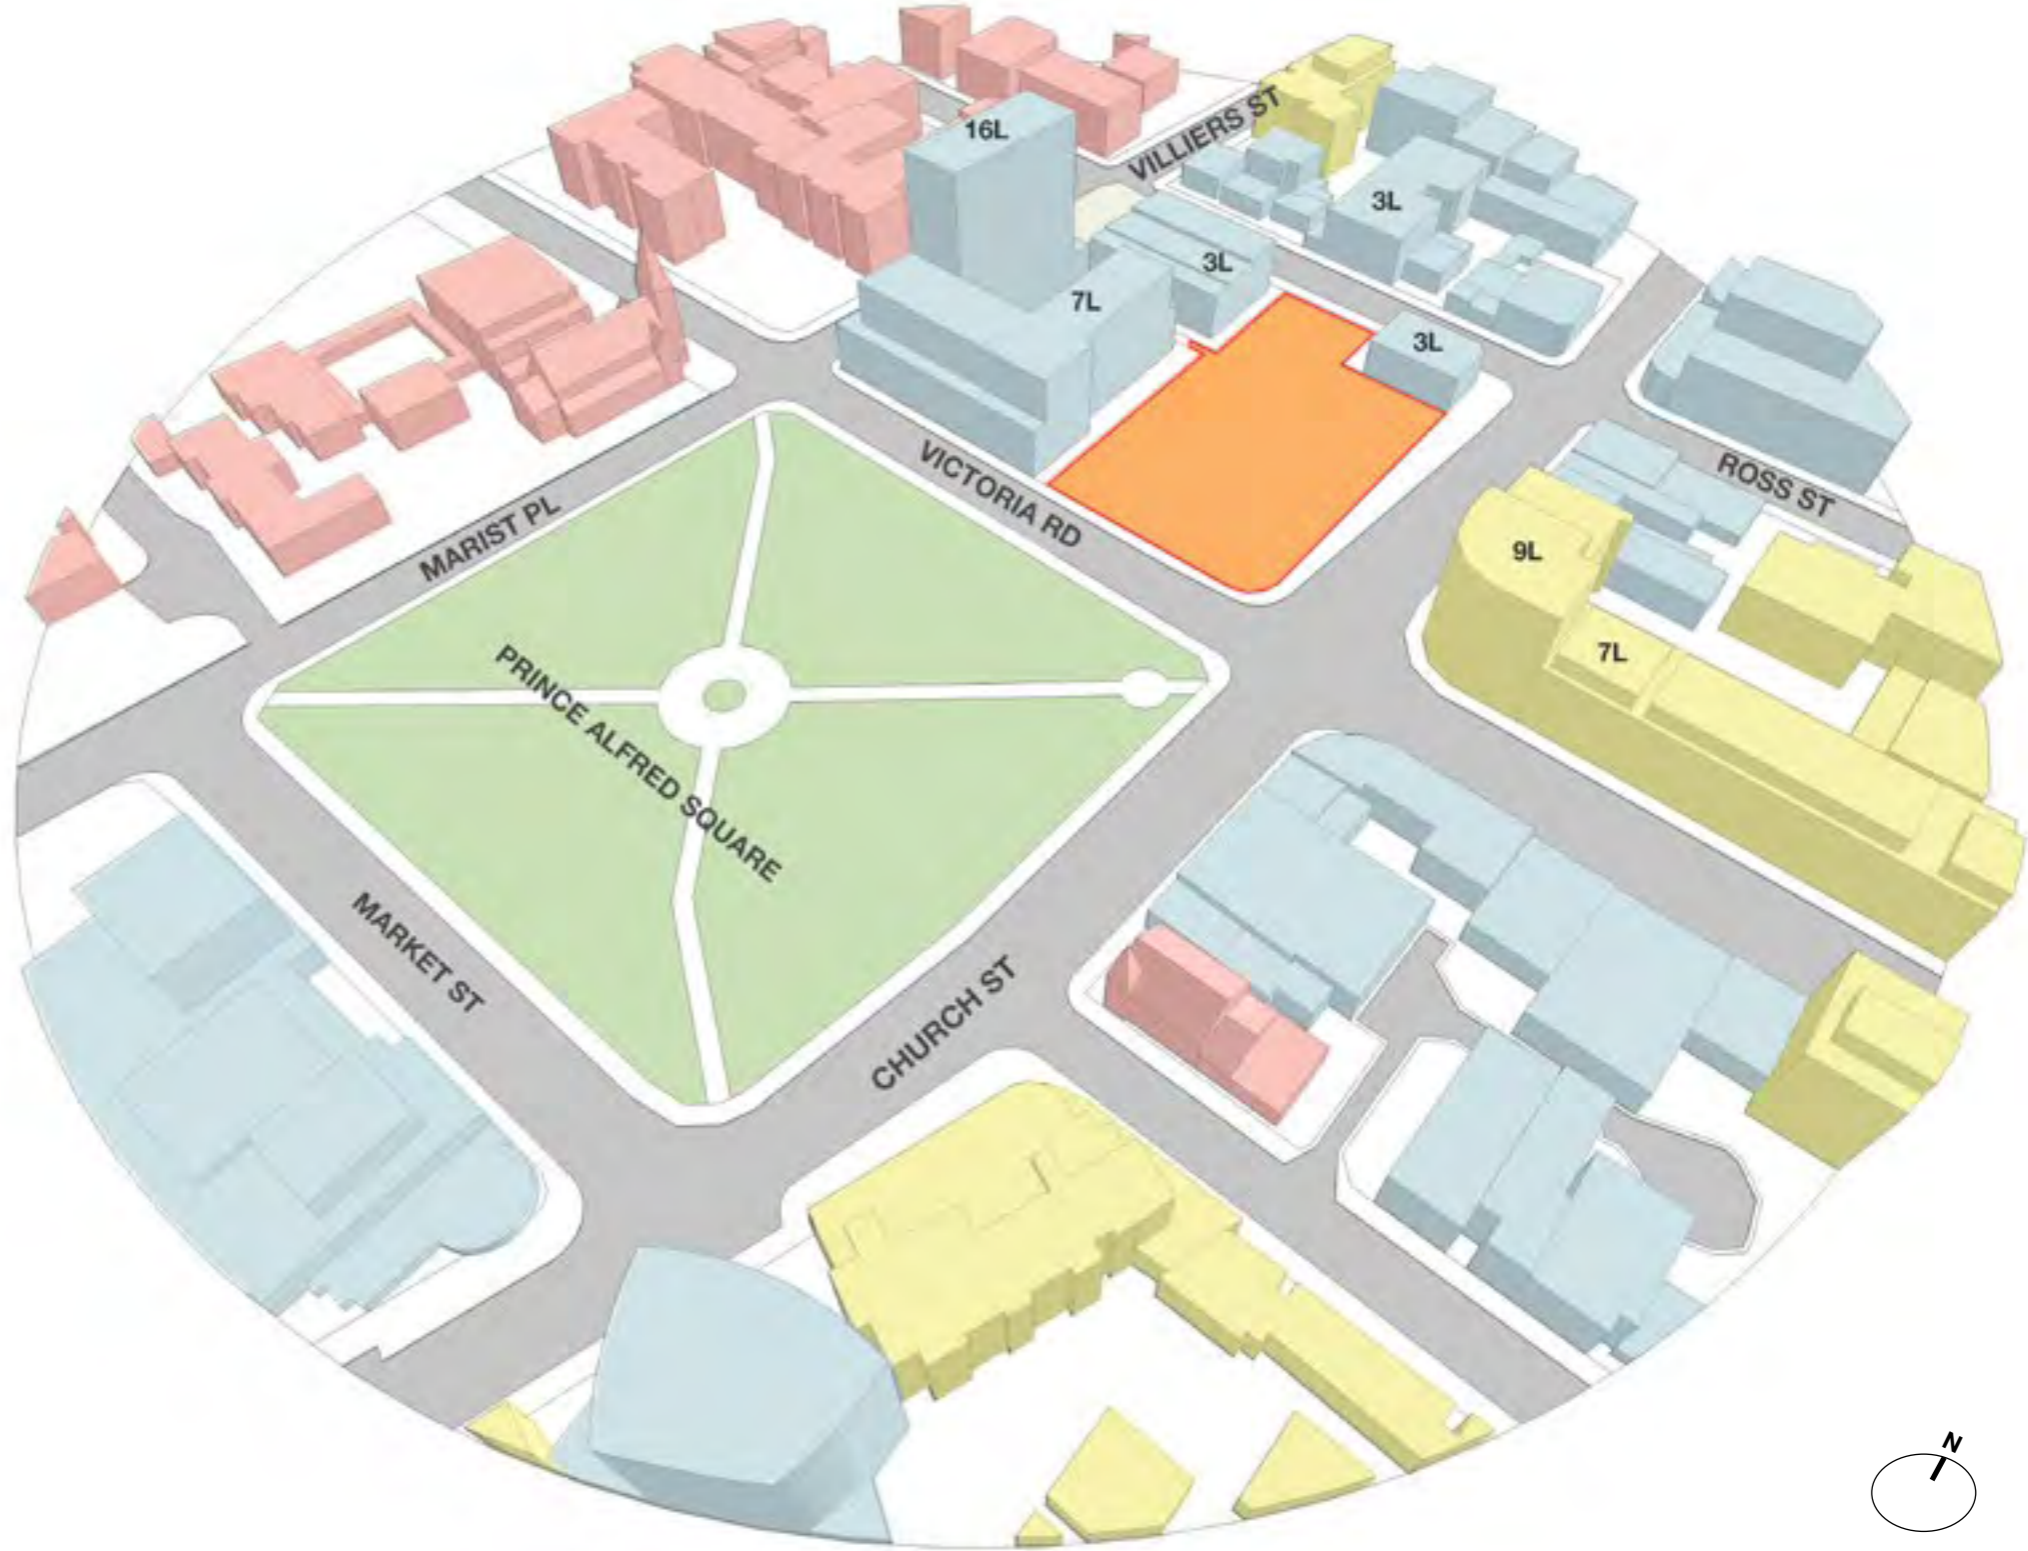 16L
VILLIERS ST
3L
3L
7L
3L
VICTORIA RD
ROSS ST
MARIST PL
9L
7L
PRINCE ALFRED SQUARE
MARKET ST
CHURCH ST
N